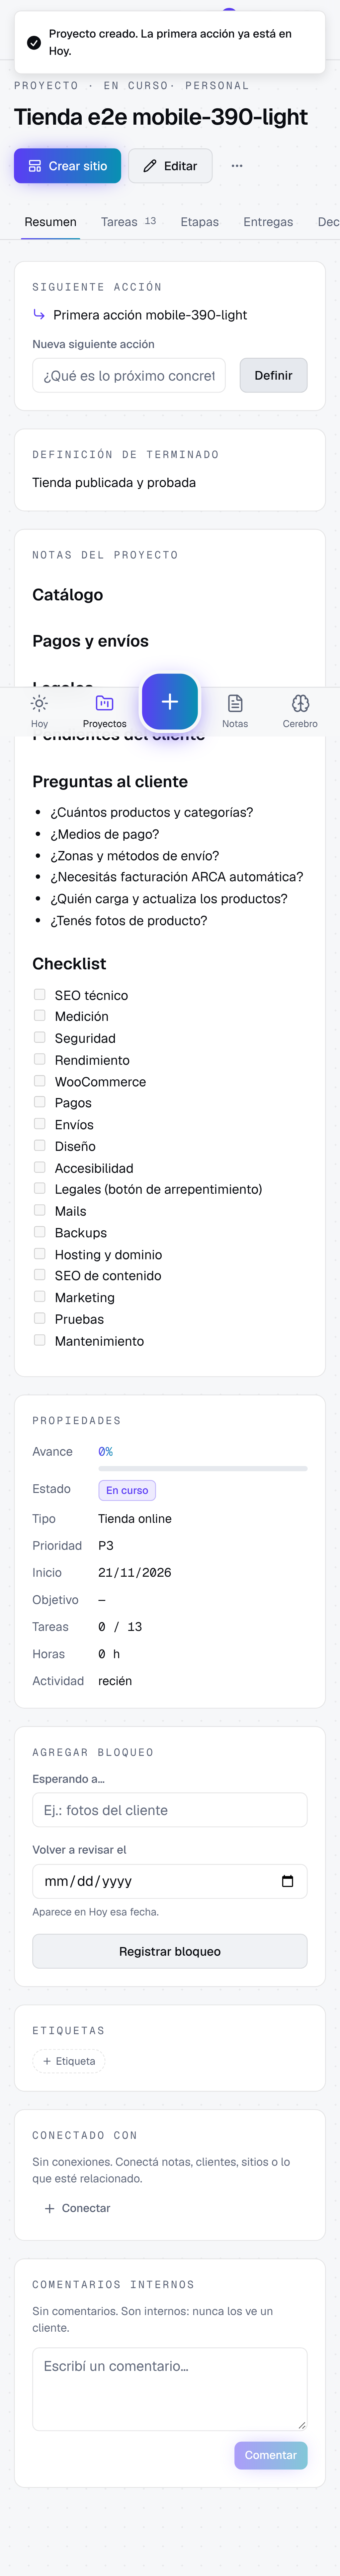 Proyecto creado. La primera acción ya está en
Hoy.
PROYECTO · EN CURSO· PERSONAL
Tienda e2e mobile-390-light
Crear sitio
Editar
Resumen
Tareas 13
Etapas
Entregas
Dec
SIGUIENTE ACCIÓN
Primera acción mobile-390-light
Nueva siguiente acción
¿Qué es lo próximo concret
Definir
DEFINICIÓN DE TERMINADO
Tienda publicada y probada
NOTAS DEL PROYECTO
Catálogo
Pagos y envíos
Legales
Hoy
Proyectos
Notas
Cerebro
Pendientes del cliente
Preguntas al cliente
• ¿Cuántos productos y categorías?
• ¿Medios de pago?
• ¿Zonas y métodos de envío?
• ¿Necesitás facturación ARCA automática?
• ¿Quién carga y actualiza los productos?
• ¿Tenés fotos de producto?
Checklist
SEO técnico
Medición
Seguridad
Rendimiento
WooCommerce
Pagos
Envíos
Diseño
Accesibilidad
Legales (botón de arrepentimiento)
Mails
Backups
Hosting y dominio
SEO de contenido
Marketing
Pruebas
Mantenimiento
PROPIEDADES
Avance 0%
Estado En curso
Tipo Tienda online
Prioridad P3
Inicio 21/11/2026
Objetivo —
Tareas 0 / 13
Horas 0 h
Actividad recién
AGREGAR BLOQUEO
Esperando a…
Ej.: fotos del cliente
Volver a revisar el
mm/dd/yyyy
Aparece en Hoy esa fecha.
Registrar bloqueo
ETIQUETAS
+ Etiqueta
CONECTADO CON
Sin conexiones. Conectá notas, clientes, sitios o lo
que esté relacionado.
+ Conectar
COMENTARIOS INTERNOS
Sin comentarios. Son internos: nunca los ve un
cliente.
Escribí un comentario…
Comentar